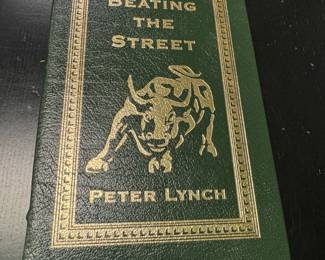 BEATING
THE
STREET
PETER LYNCH